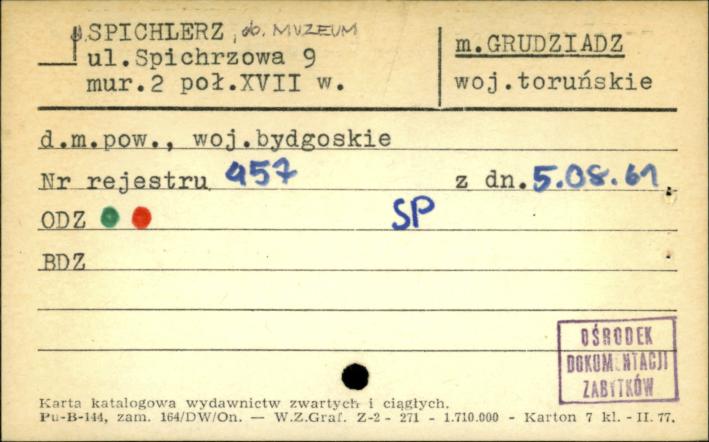 SPICHLERZ, ob. MUZEUM
ul.Spichrzowa 9
mur.2 poł.XVII w.
m.GRUDZIADZ
woj.toruńskie
d.m.pow., woj.bydgoskie
Nr rejestru 457 z dn. 5.08.61.
ODZ SP
BDZ
OŚRODEK
DOKUMENTACJI
ZABYTKÓW
Karta katalogowa wydawnictw zwartych i ciągłych.
Pu-B-144, zam. 164/DW/On. — W.Z.Graf. Z-2 - 271 - 1.710.000 - Karton 7 kl. - II. 77.